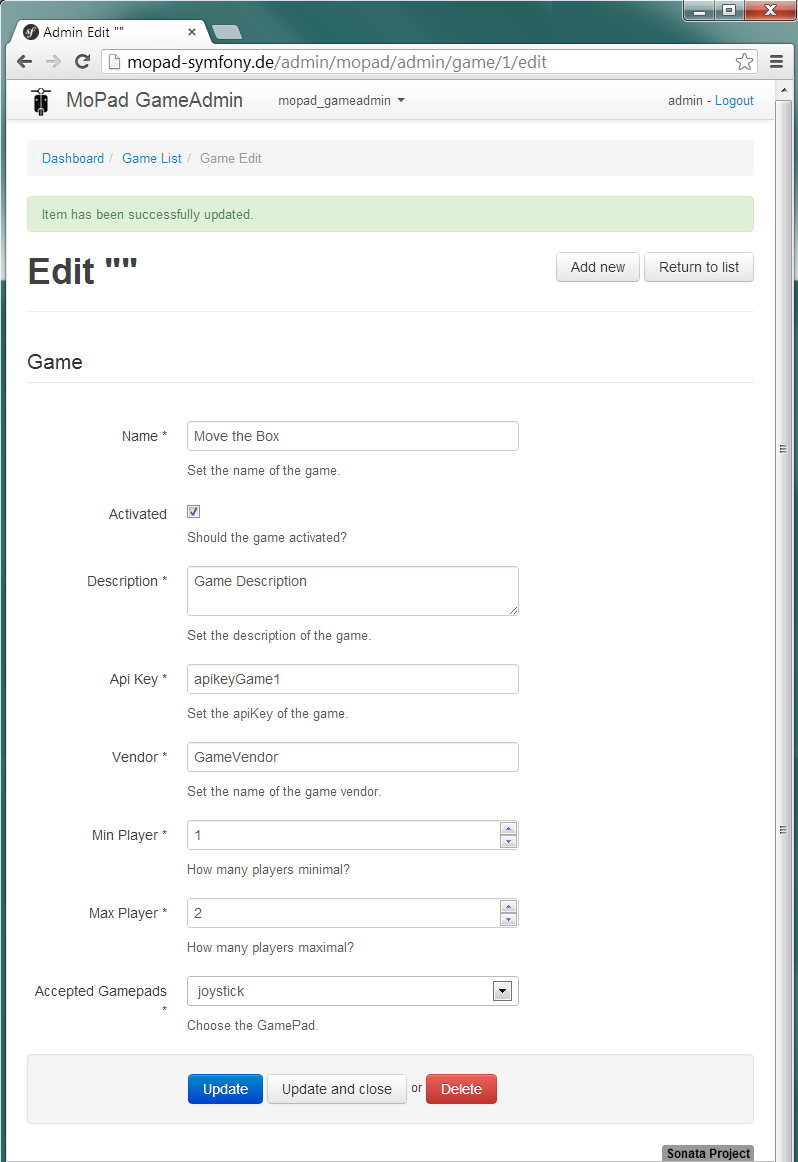 Admin Edit ""
mopad-symfony.de/admin/mopad/admin/game/1/edit
MoPad GameAdmin mopad_gameadmin admin - Logout
Dashboard / Game List / Game Edit
Item has been successfully updated.
Edit "" Add new Return to list
Game
Name * Move the Box
Set the name of the game.
Activated
Should the game activated?
Description * Game Description
Set the description of the game.
Api Key * apikeyGame1
Set the apiKey of the game.
Vendor * GameVendor
Set the name of the game vendor.
Min Player * 1
How many players minimal?
Max Player * 2
How many players maximal?
Accepted Gamepads joystick
*
Choose the GamePad.
Update Update and close or Delete
Sonata Project